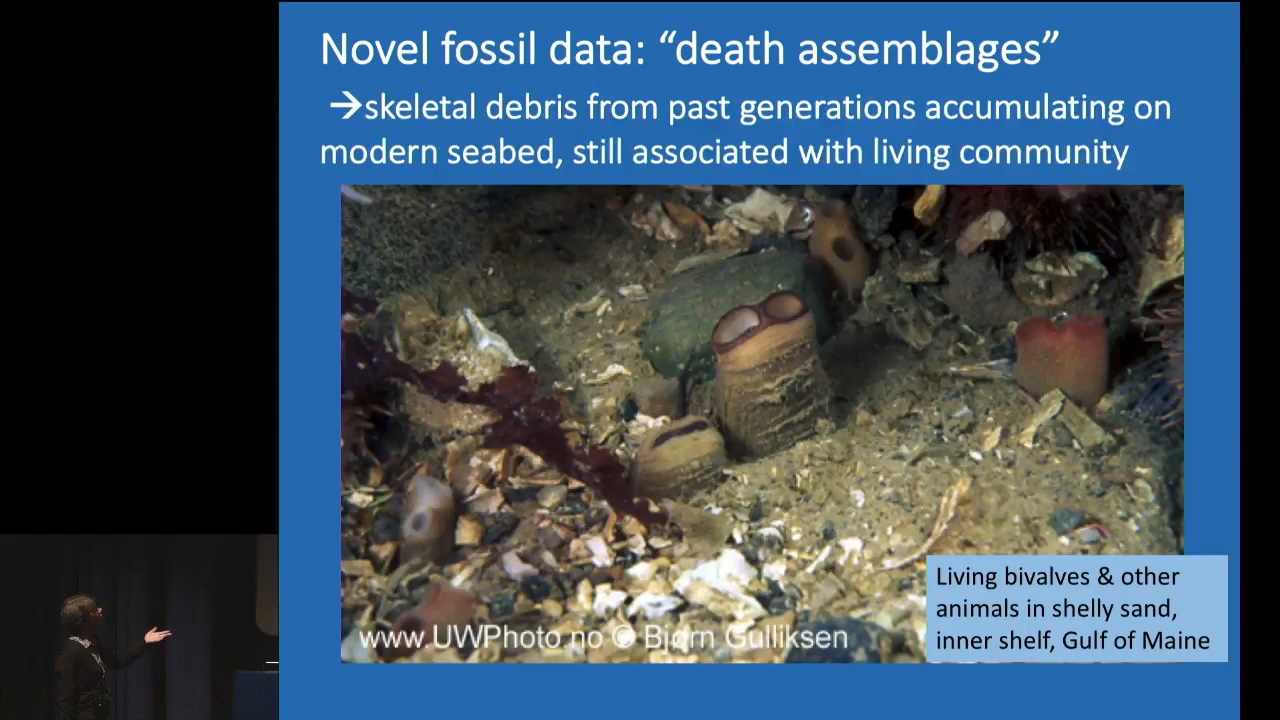 Novel fossil data: “death assemblages”
→skeletal debris from past generations accumulating on
modern seabed, still associated with living community
www.UWPhoto.no © Bjørn Gulliksen
Living bivalves & other
animals in shelly sand,
inner shelf, Gulf of Maine